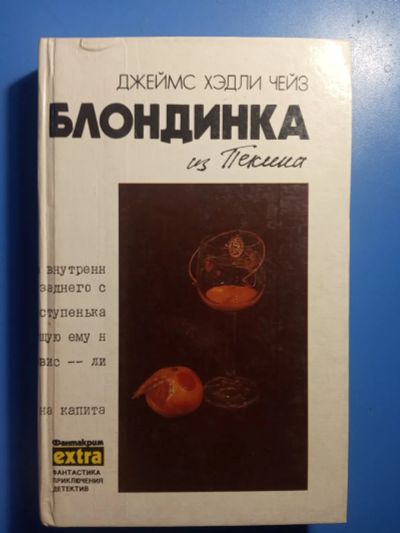 ДЖЕЙМС ХЭДЛИ ЧЕЙЗ
БЛОНДИНКА
из Пекина
внутренн
заднего с
ступенька
щую ему н
вис -- ли
на капита
Фантакрим
extra
ФАНТАСТИКА
ПРИКЛЮЧЕНИЯ
ДЕТЕКТИВ